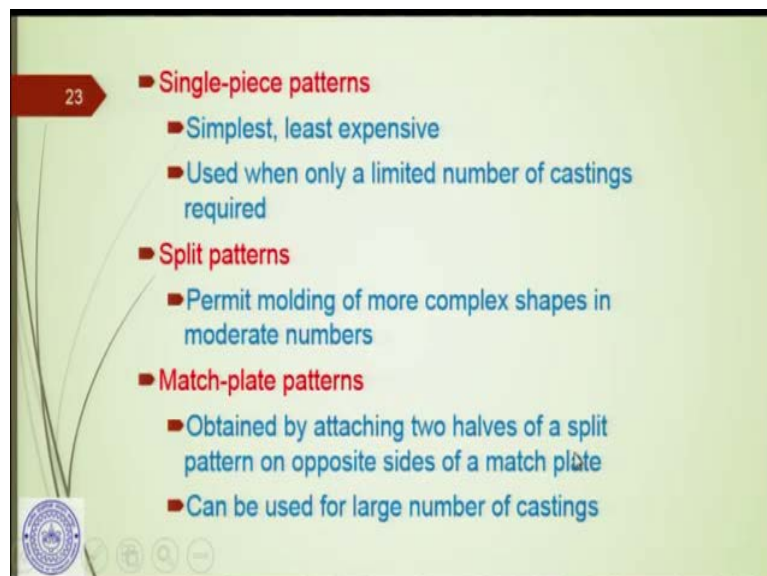 23
Single-piece patterns
Simplest, least expensive
Used when only a limited number of castings
required
Split patterns
Permit molding of more complex shapes in
moderate numbers
Match-plate patterns
Obtained by attaching two halves of a split
pattern on opposite sides of a match plate
Can be used for large number of castings